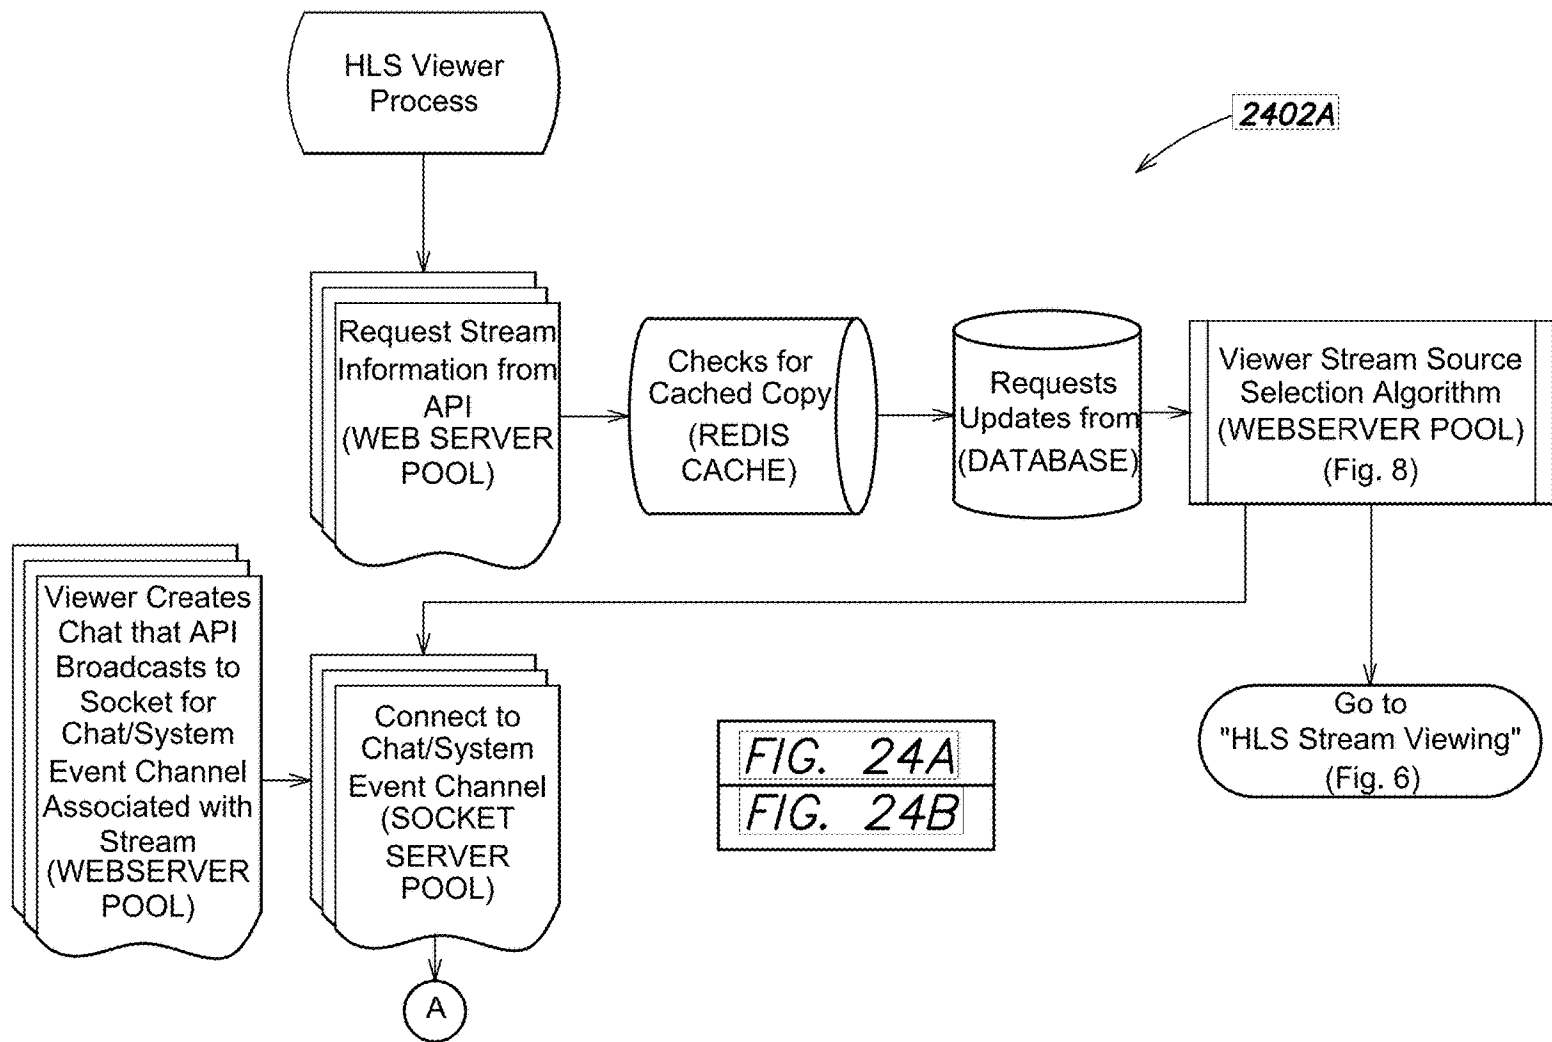 HLS Viewer
Process
2402A
Request Stream
Information from
API
(WEB SERVER
POOL)
Checks for
Cached Copy
(REDIS
CACHE)
Requests
Updates from
(DATABASE)
Viewer Stream Source
Selection Algorithm
(WEBSERVER POOL)
(Fig. 8)
Viewer Creates
Chat that API
Broadcasts to
Socket for
Chat/System
Event Channel
Associated with
Stream
(WEBSERVER
POOL)
Connect to
Chat/System
Event Channel
(SOCKET
SERVER
POOL)
FIG. 24A
FIG. 24B
Go to
"HLS Stream Viewing"
(Fig. 6)
A